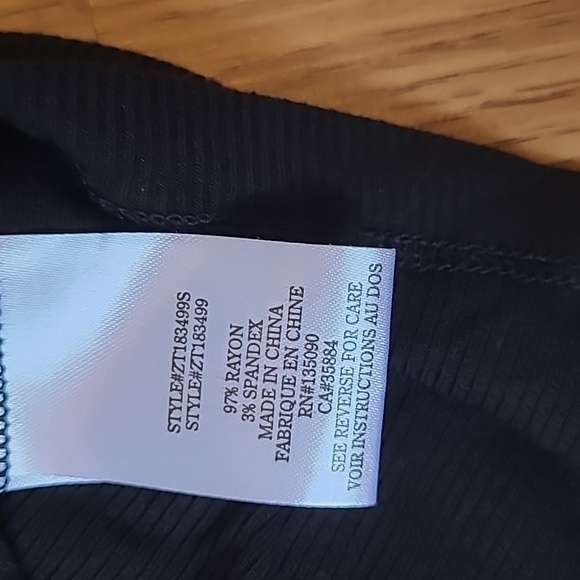 STYLE#ZT183499S
STYLE#ZT183499
97% RAYON
3% SPANDEX
MADE IN CHINA
FABRIQUE EN CHINE
RN#135090
CA#35884
SEE REVERSE FOR CARE
VOIR INSTRUCTIONS AU DOS